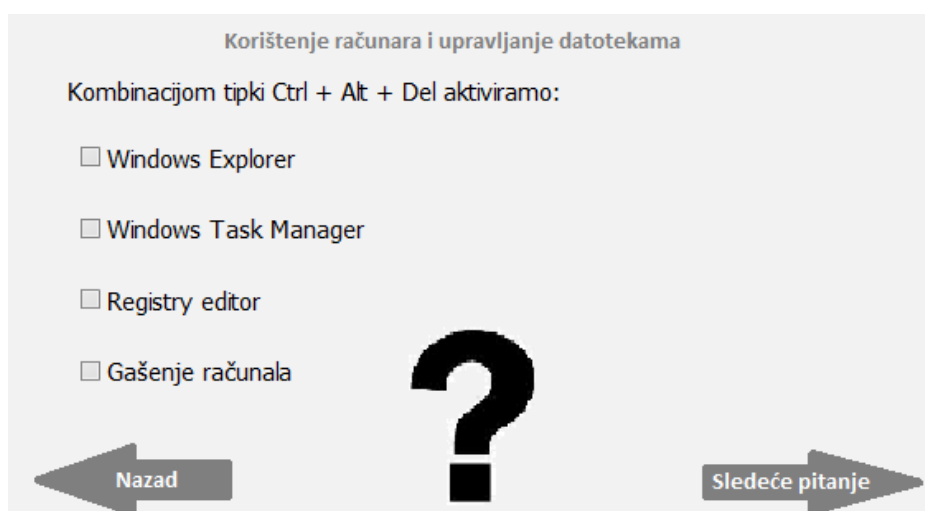 Korištenje računara i upravljanje datotekama
Kombinacijom tipki Ctrl + Alt + Del aktiviramo:
Windows Explorer
Windows Task Manager
Registry editor
Gašenje računala
?
Nazad
Sledeće pitanje